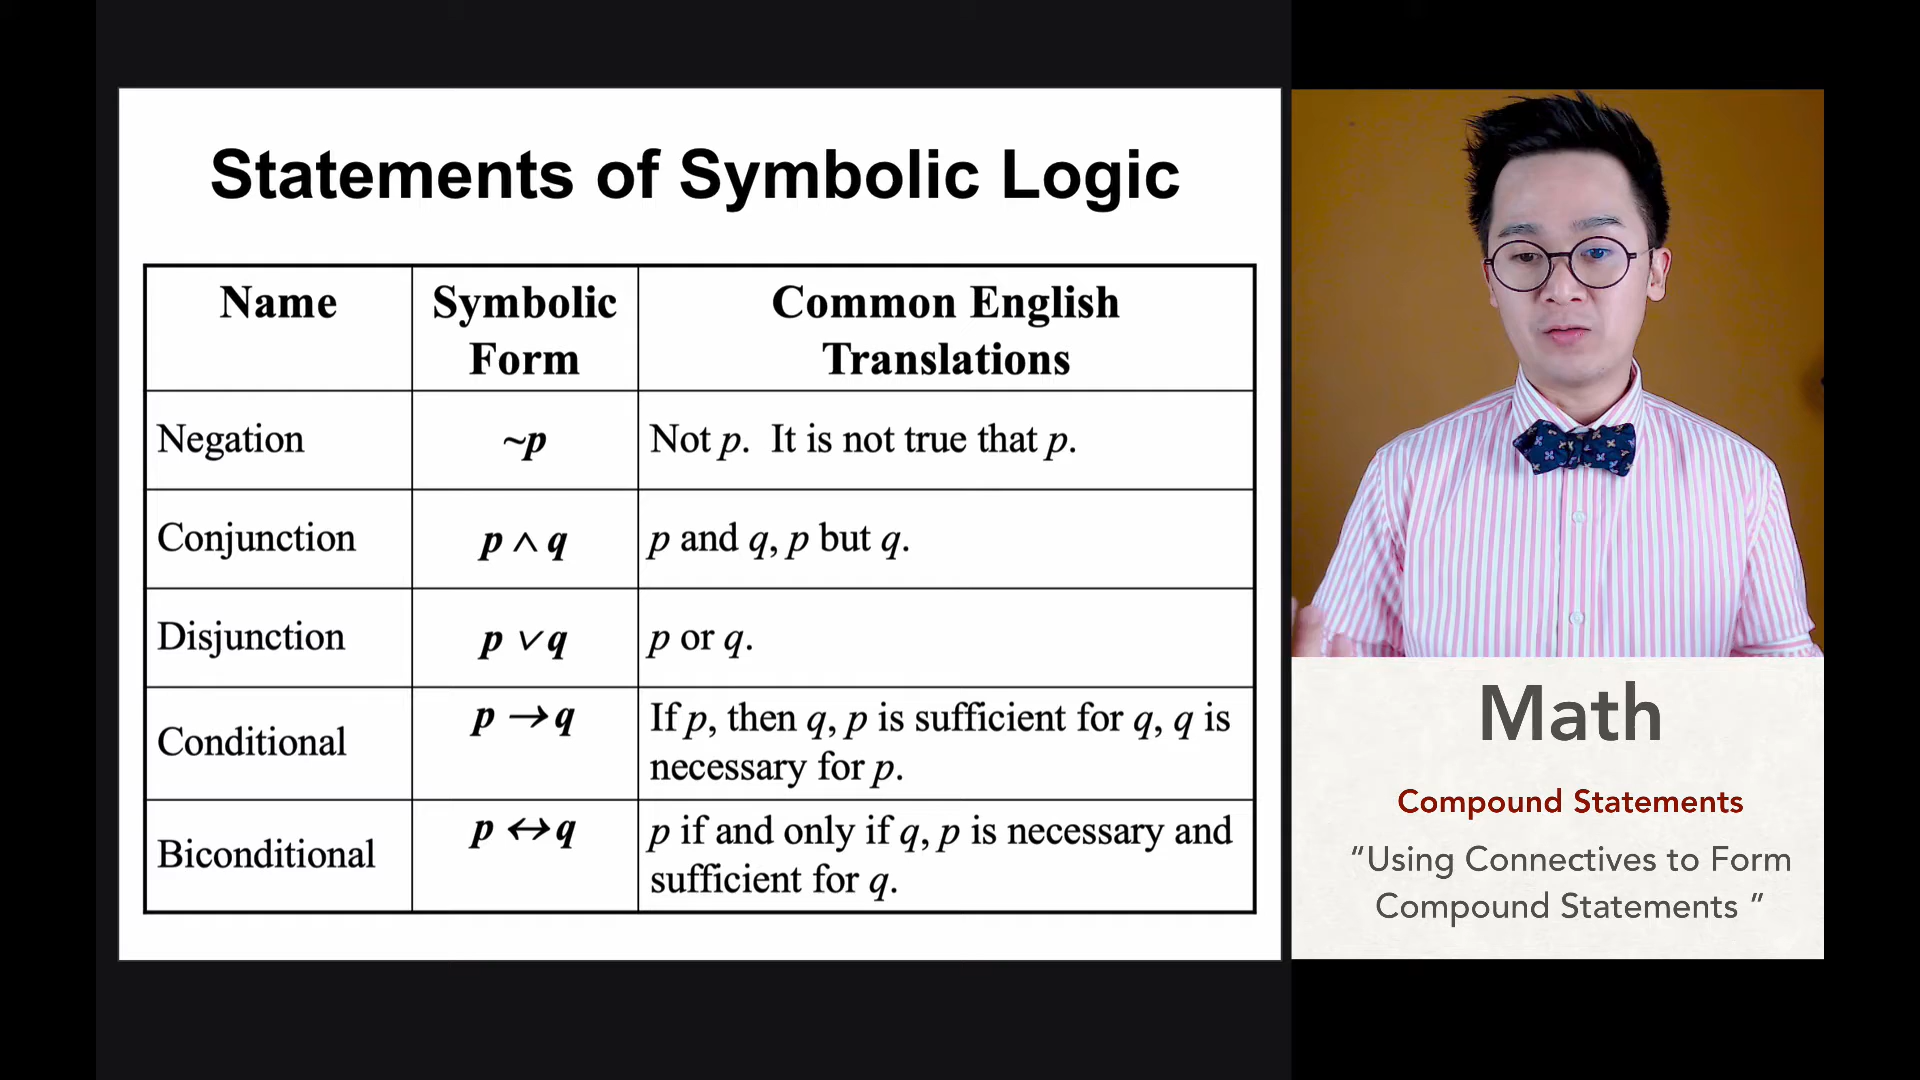 Statements of Symbolic Logic
Name
Symbolic
Form
Common English
Translations
Negation
~p
Not p. It is not true that p.
Conjunction
p ∧ q
p and q, p but q.
Disjunction
p ∨ q
p or q.
Conditional
p → q
If p, then q, p is sufficient for q, q is
necessary for p.
Biconditional
p ↔ q
p if and only if q, p is necessary and
sufficient for q.
Math
Compound Statements
“Using Connectives to Form
Compound Statements ”